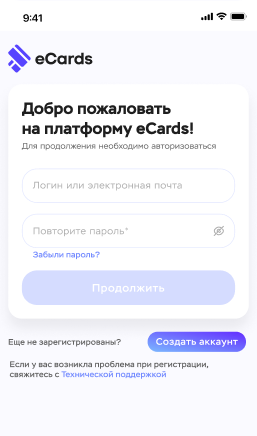 9:41
eCards
Добро пожаловать
на платформу eCards!
Для продолжения необходимо авторизоваться
Логин или электронная почта
Повторите пароль*
Забыли пароль?
Продолжить
Еще не зарегистрированы?
Создать аккаунт
Если у вас возникла проблема при регистрации,
свяжитесь с Технической поддержкой